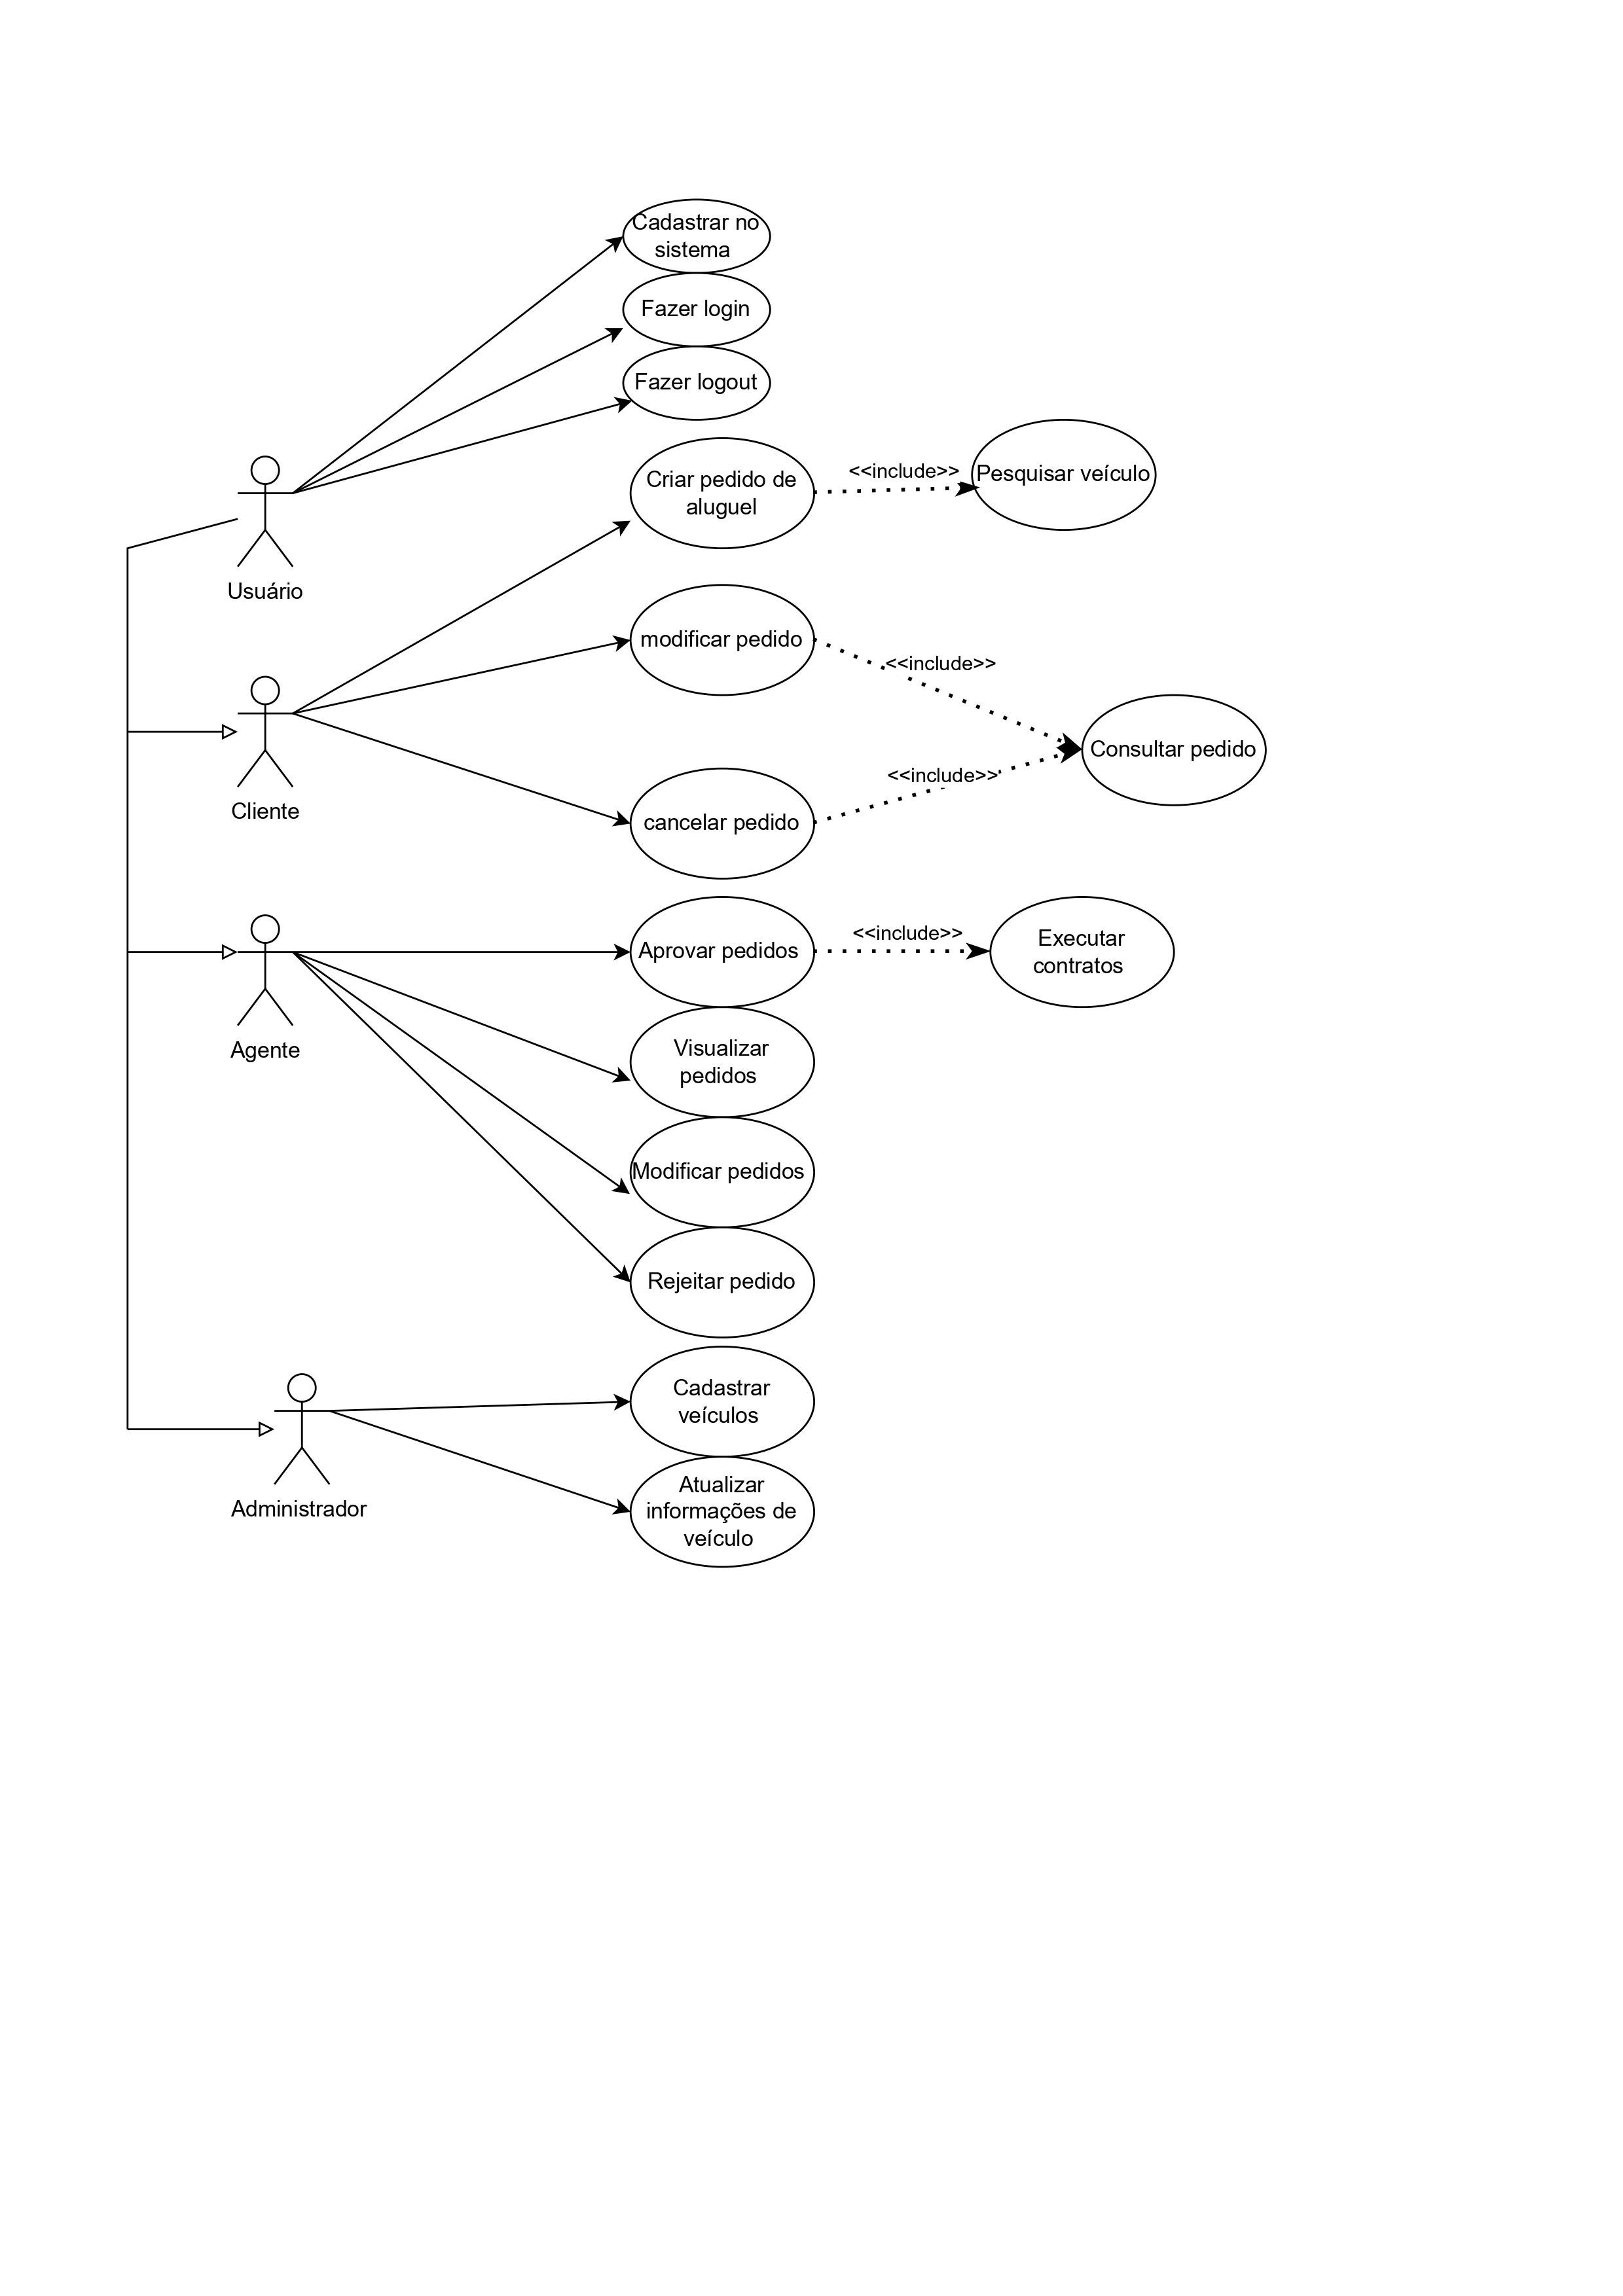 Cadastrar no
sistema
Fazer login
Fazer logout
Criar pedido de
aluguel
<<include>>
Pesquisar veículo
Usuário
modificar pedido
<<include>>
Consultar pedido
<<include>>
Cliente
cancelar pedido
Aprovar pedidos
<<include>>
Executar
contratos
Agente
Visualizar
pedidos
Modificar pedidos
Rejeitar pedido
Cadastrar
veículos
Administrador
Atualizar
informações de
veículo